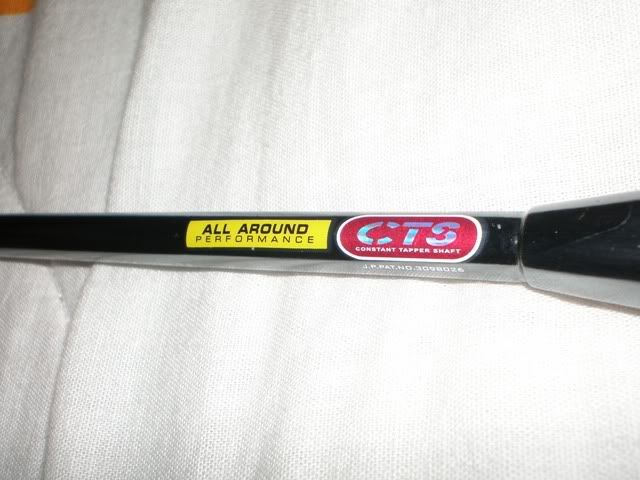 ALL AROUND
PERFORMANCE
CTS
CONSTANT TAPPER SHAFT
J.P.PAT.NO.3098026